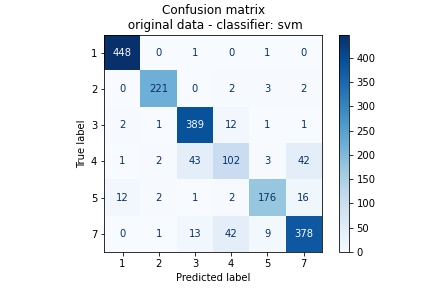 Confusion matrix
original data - classifier: svm
1 448 0 1 0 1 0
2 0 221 0 2 3 2
3 2 1 389 12 1 1
4 1 2 43 102 3 42
5 12 2 1 2 176 16
7 0 1 13 42 9 378
1 2 3 4 5 7
True label
Predicted label
400
350
300
250
200
150
100
50
0